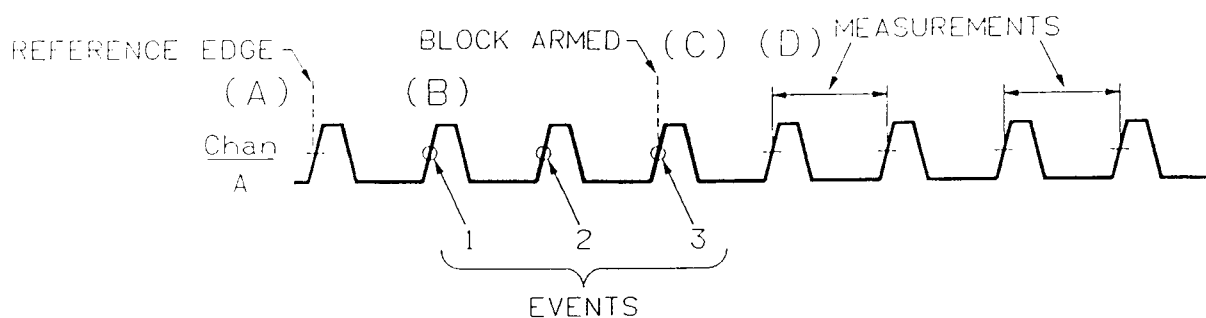 REFERENCE EDGE
BLOCK ARMED
(C) (D)
MEASUREMENTS
(A)
(B)
Chan
A
1 2 3
EVENTS